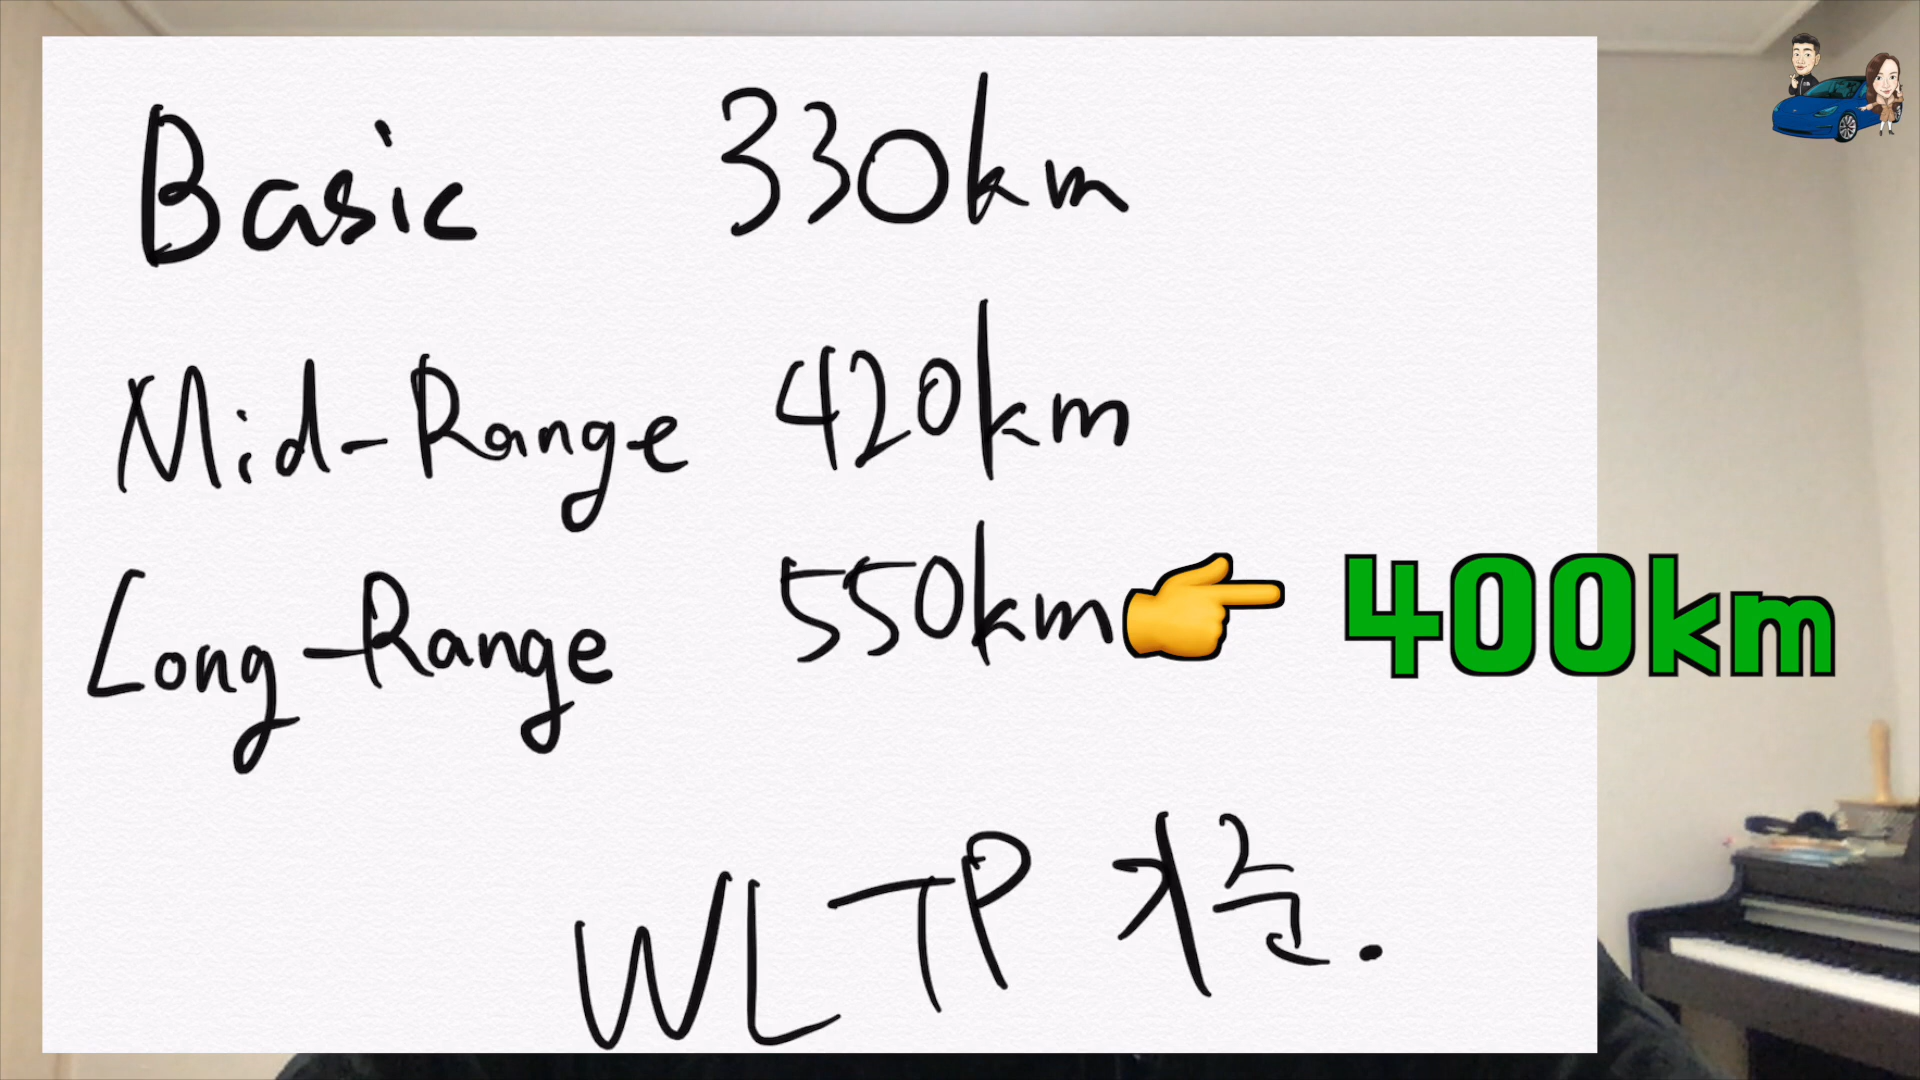 Basic 330km
Mid-Range 420km
Long-Range 550km 👉 400km
WLTP 기준.